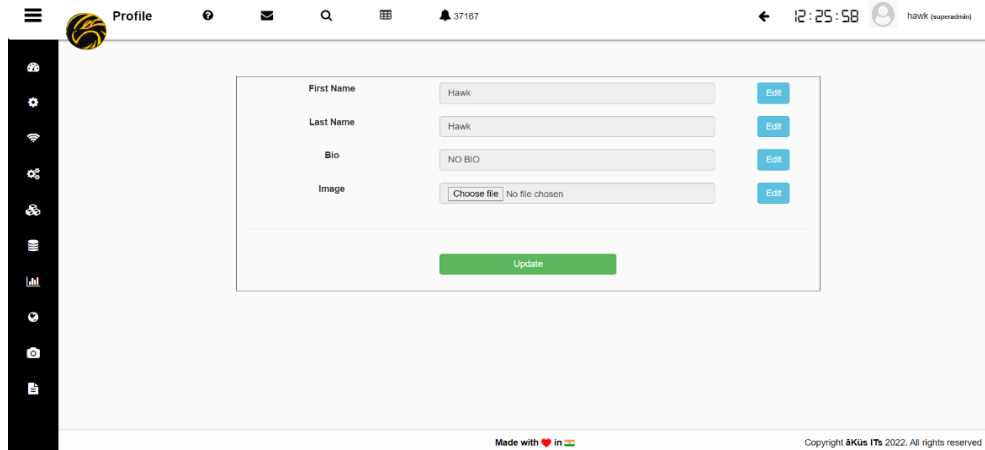 Profile 37167 12:25:58 hawk (superadmin)
First Name Hawk Edit
Last Name Hawk Edit
Bio NO BIO Edit
Image Choose file No file chosen Edit
Update
Made with in Copyright āKüs ITs 2022. All rights reserved